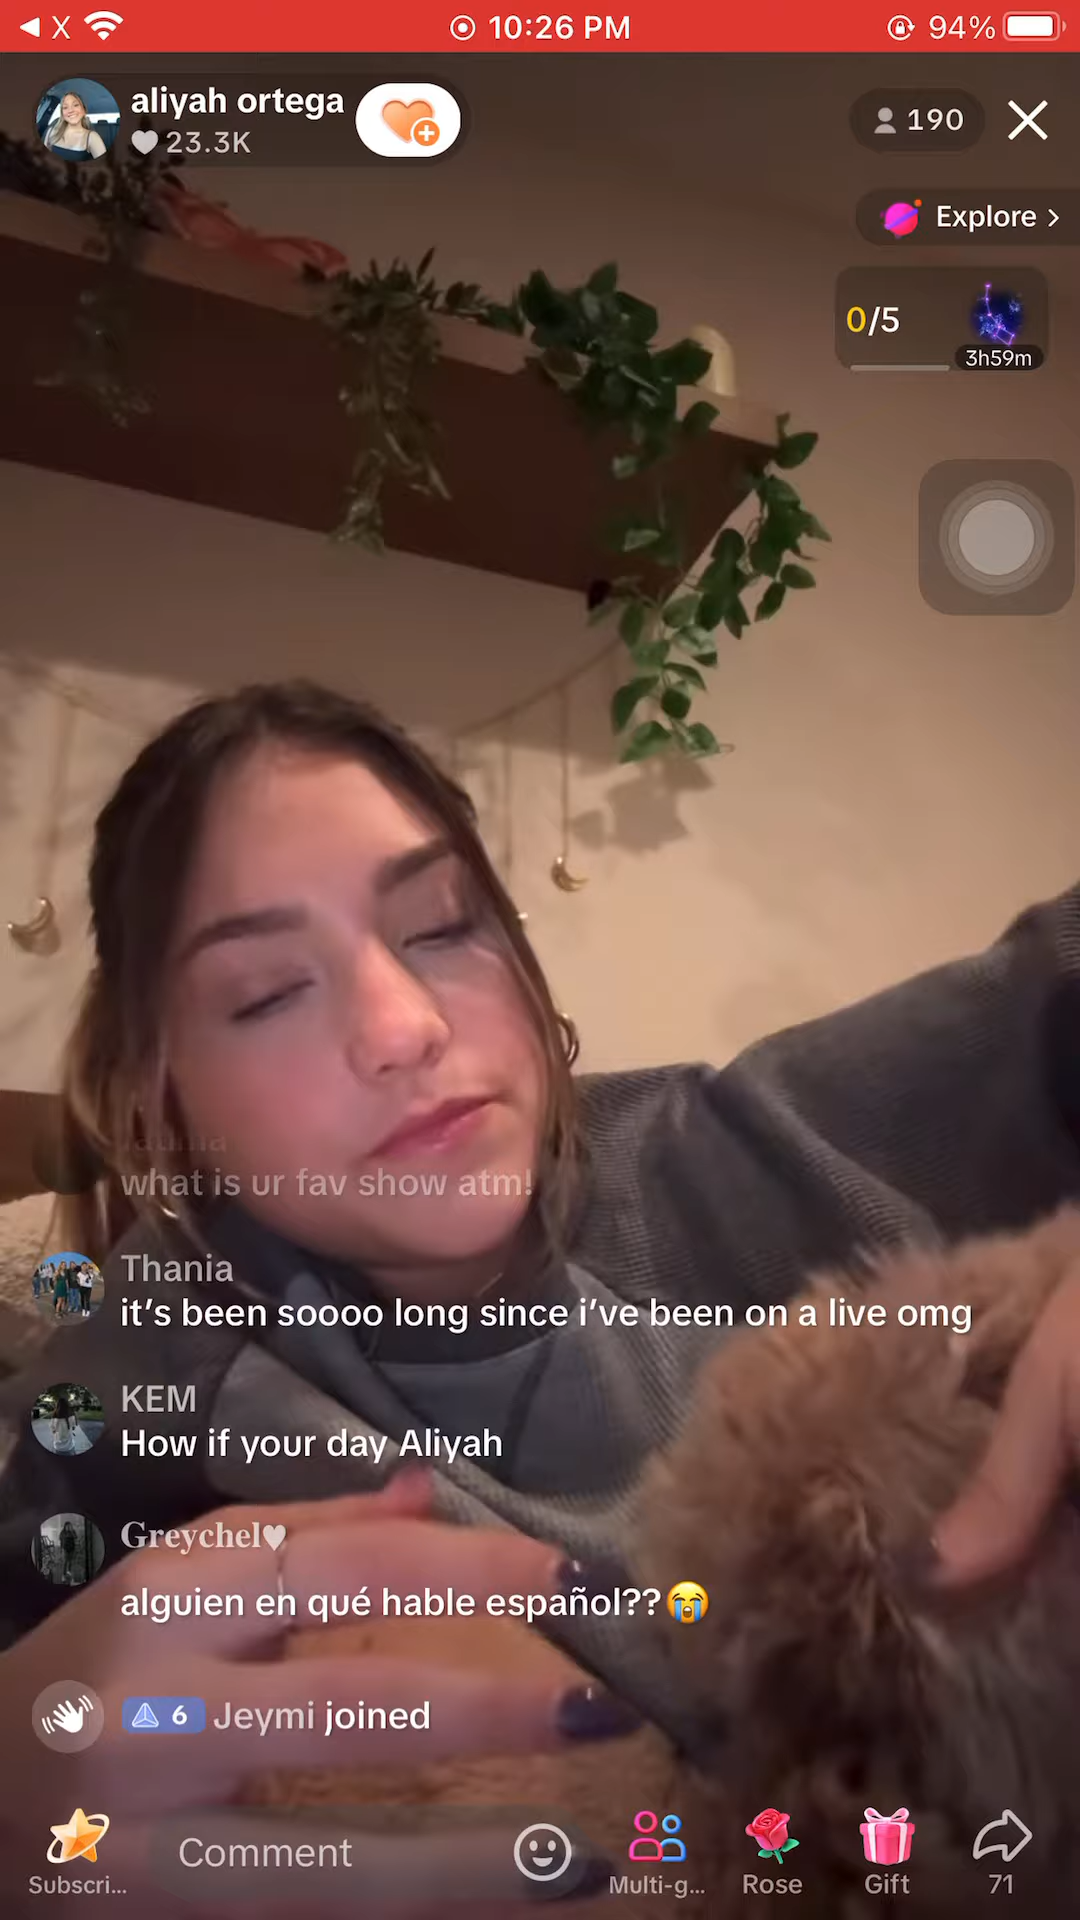 X 10:26 PM 94%
aliyah ortega
23.3K
190
Explore >
0/5
3h59m
what is ur fav show atm!
Thania
it's been soooo long since i've been on a live omg
KEM
How if your day Aliyah
Greychel♥
alguien en qué hable español??😭
6 Jeymi joined
Comment
Subscri...
Multi-g...
Rose
Gift
71